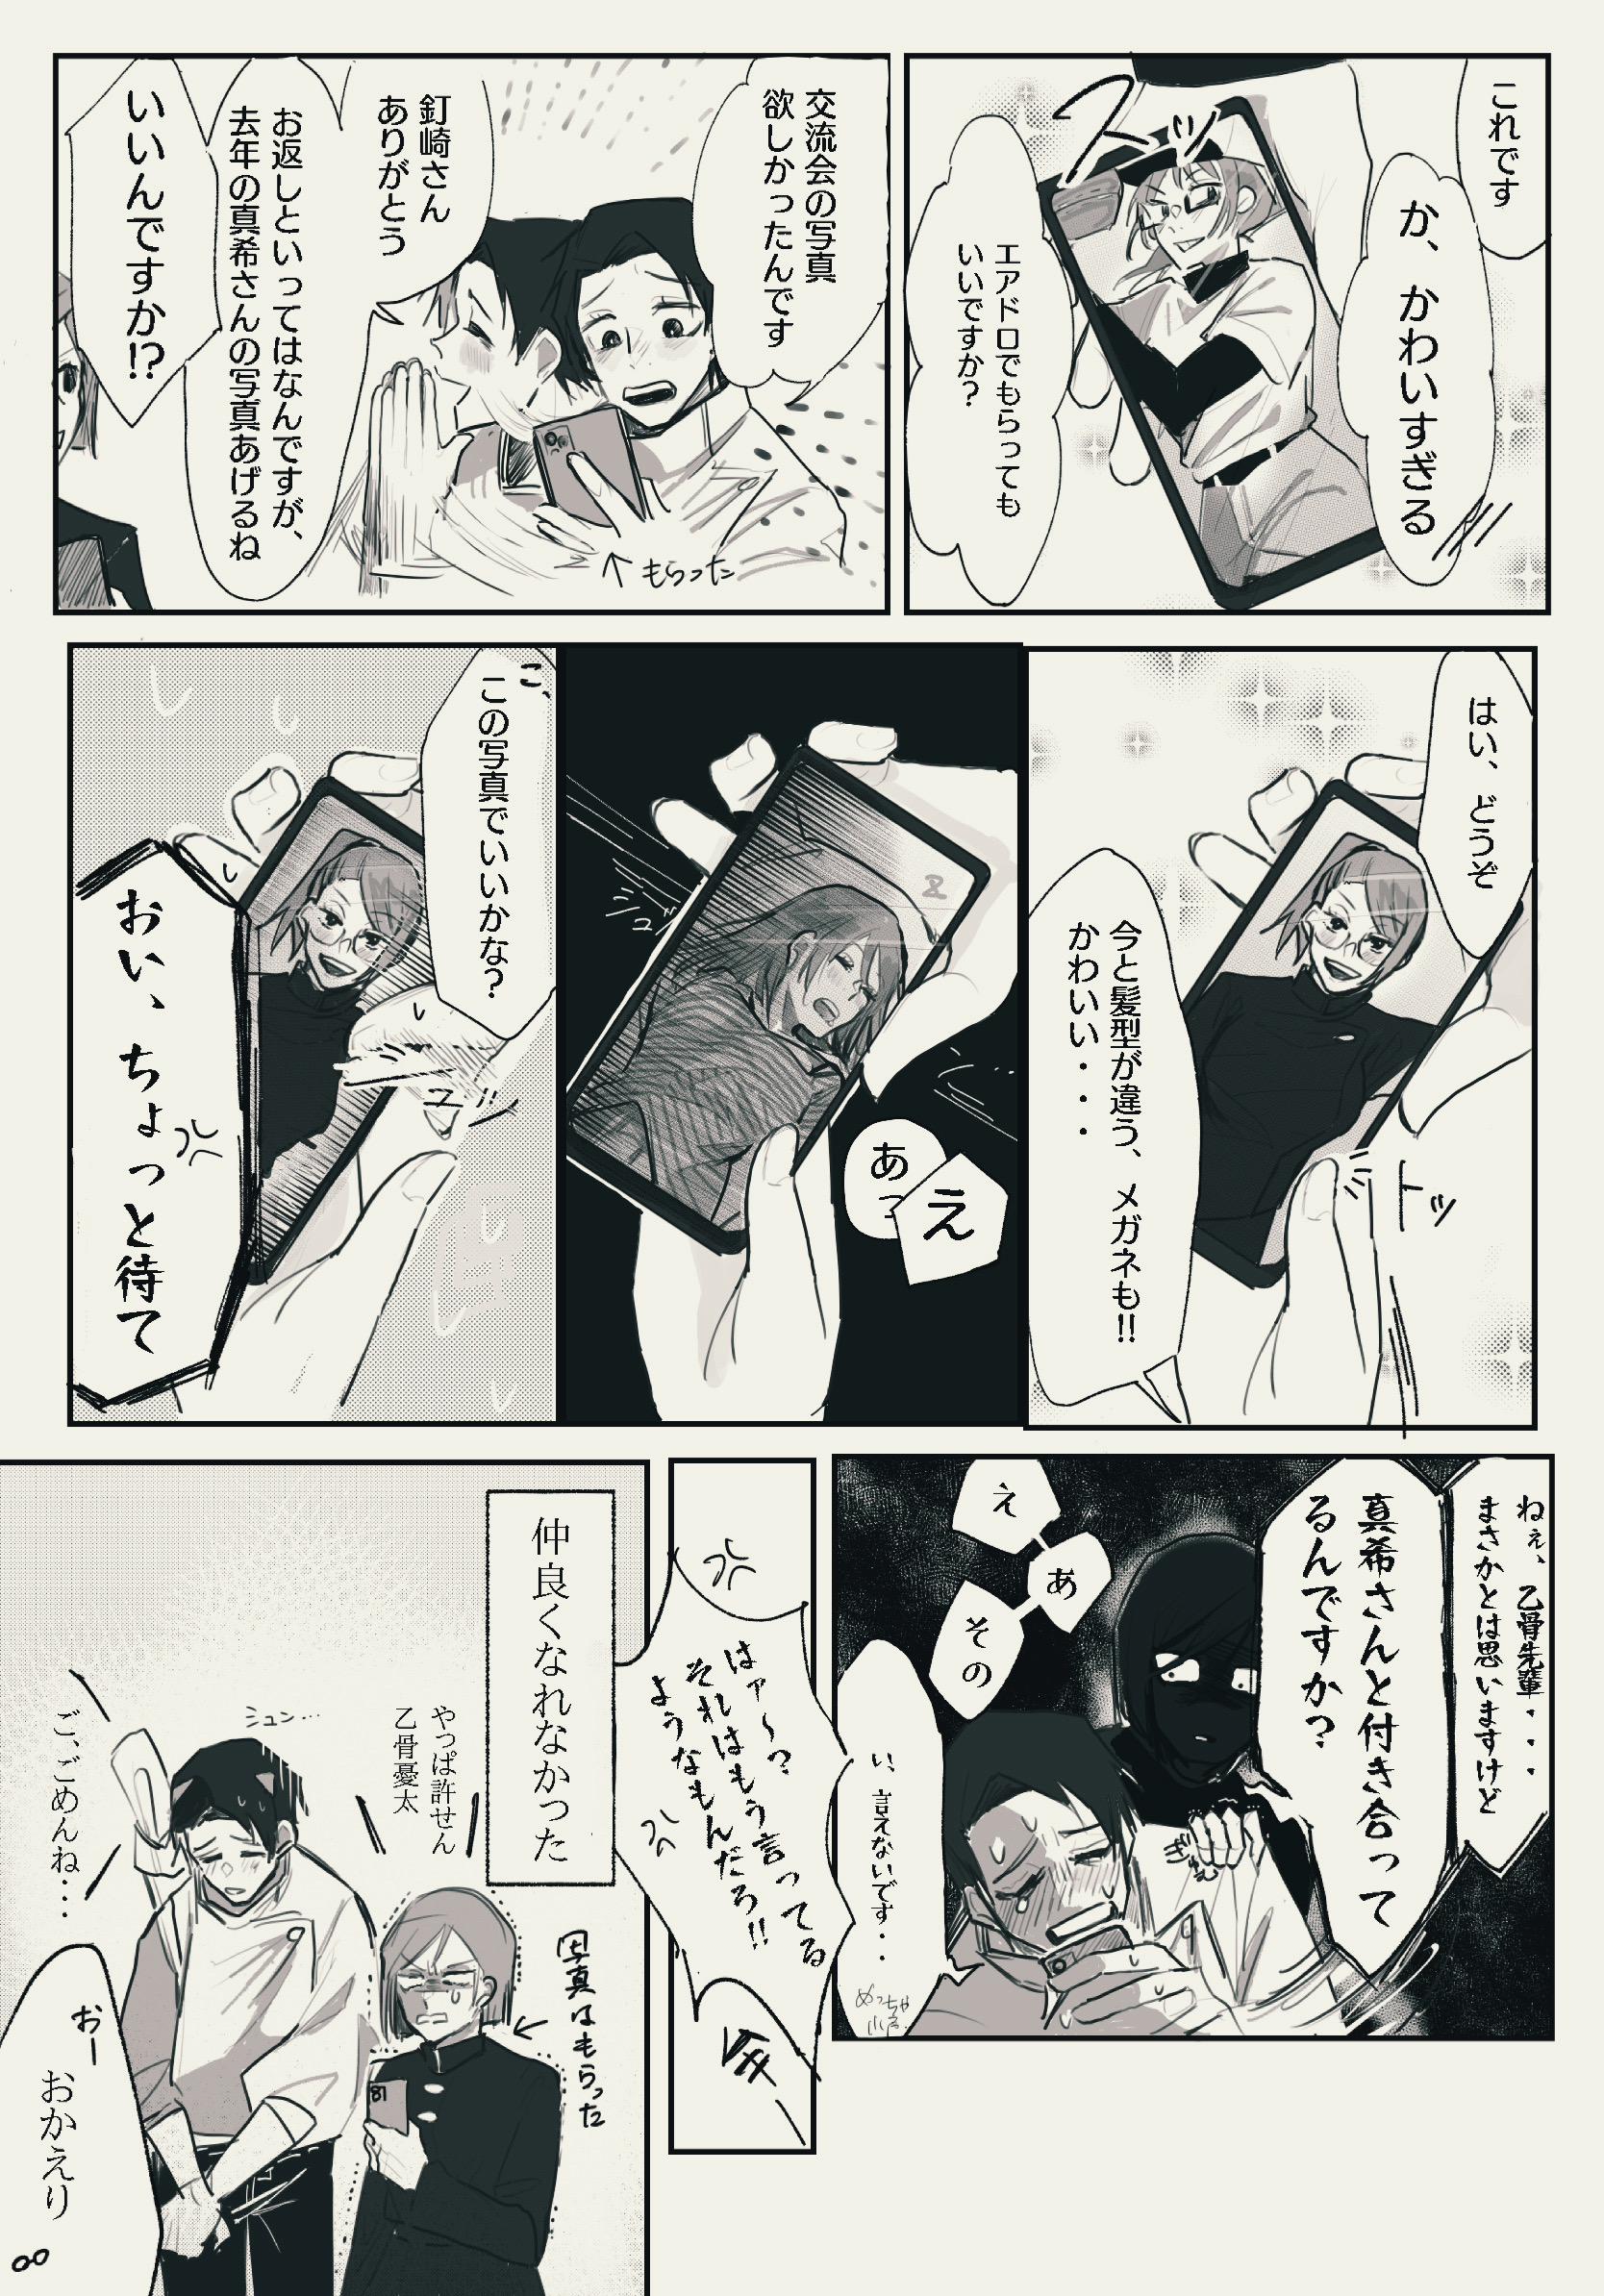 これです
か、かわいすぎる
エアドロでもらっても
いいですか？
交流会の写真
欲しかったんです
もらった
釘崎さん
ありがとう
お返しといってはなんですが、
去年の真希さんの写真あげるね
いいんですか!?
はい、どうぞ
トッ
今と髪型が違う、メガネも!!
かわいい・・・
あっ
え
こ、
この写真でいいかな？
おい、ちょっと待て
ねぇ、乙骨先輩・・・
まさかとは思いますけど
真希さんと付き合って
るんですか？
え
あ
その
い、言えないです・・
はァ〜？
それはもう言ってる
ようなもんだろ!!
仲良くなれなかった
写真はもらった
81
やっぱ許せん
乙骨憂太
シュン…
ご、ごめんね・・・
おー
おかえり